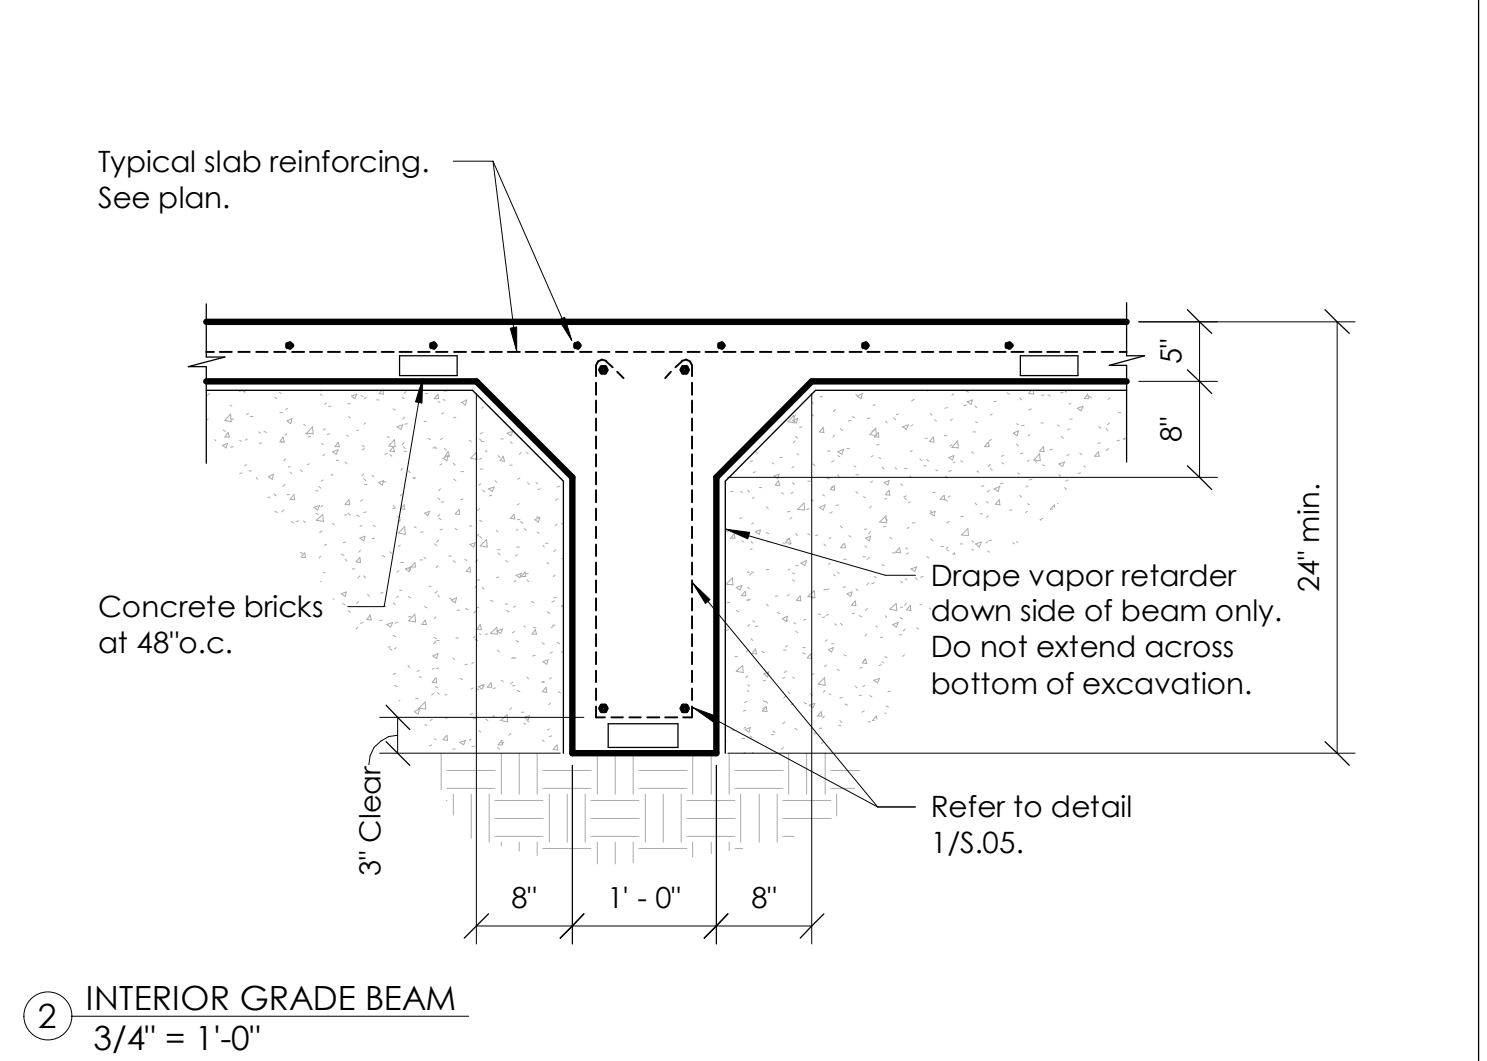 Typical slab reinforcing.
See plan.
5"
8"
24" min.
Concrete bricks
at 48"o.c.
Drape vapor retarder
down side of beam only.
Do not extend across
bottom of excavation.
3" Clear
Refer to detail
1/S.05.
8"
1' - 0"
8"
2
INTERIOR GRADE BEAM
3/4" = 1'-0"